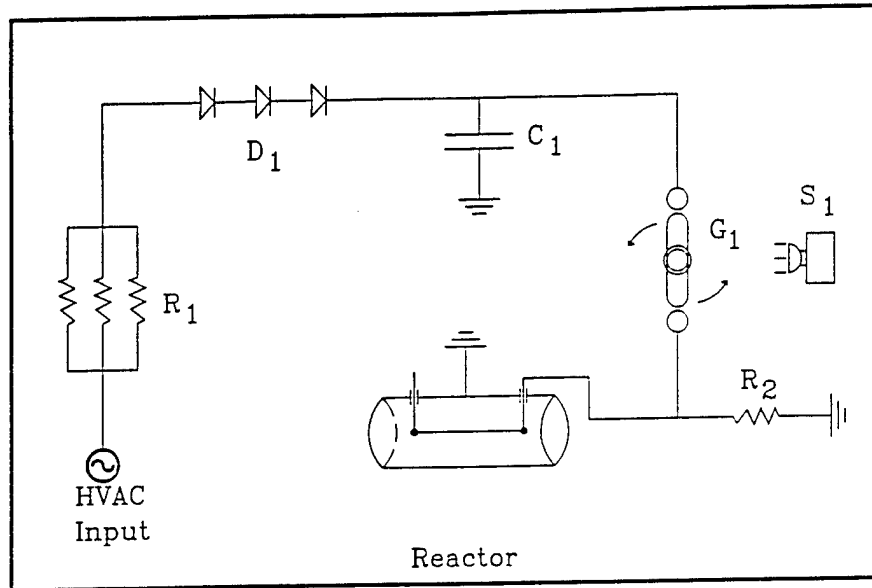 D1
C1
S1
G1
R1
R2
HVAC
Input
Reactor